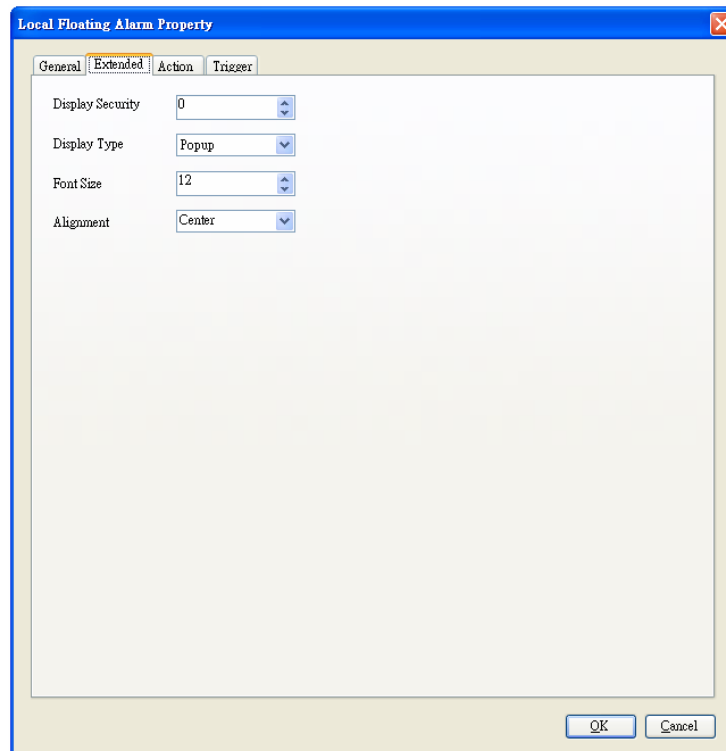 Local Floating Alarm Property
General Extended Action Trigger
Display Security 0
Display Type Popup
Font Size 12
Alignment Center
OK Cancel